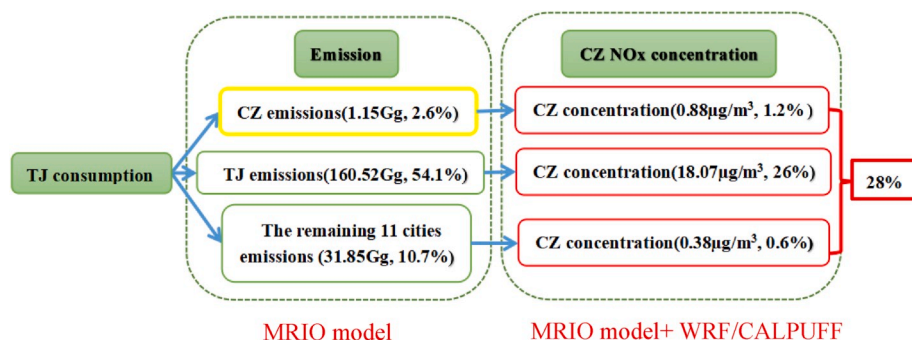 Emission
CZ NOx concentration
CZ emissions(1.15Gg, 2.6%)
CZ concentration(0.88µg/m³, 1.2% )
TJ consumption
TJ emissions(160.52Gg, 54.1%)
CZ concentration(18.07µg/m³, 26%)
28%
The remaining 11 cities
emissions (31.85Gg, 10.7%)
CZ concentration(0.38µg/m³, 0.6%)
MRIO model
MRIO model+ WRF/CALPUFF